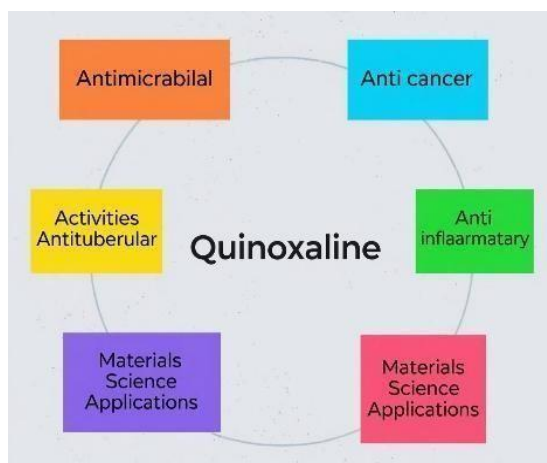 Antimicrabilal
Anti cancer
Activities
Antituberular
Quinoxaline
Anti
inflaarmatary
Materials
Science
Applications
Materials
Science
Applications